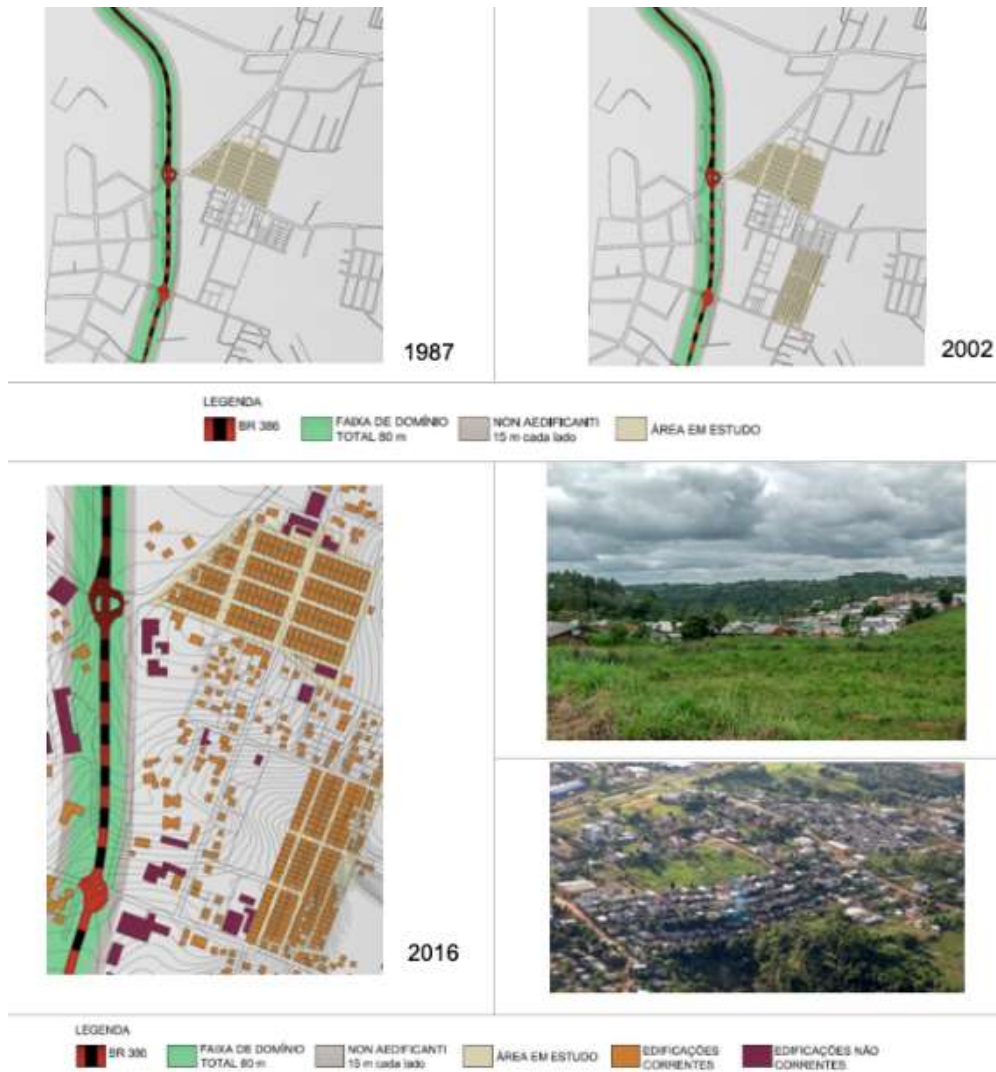 1987
2002
LEGENDA
BR 386
FAIXA DE DOMÍNIO
TOTAL 80 m
NON AEDIFICANTI
15 m cada lado
ÁREA EM ESTUDO
2016
LEGENDA
BR 386
FAIXA DE DOMÍNIO
TOTAL 80 m
NON AEDIFICANTI
15 m cada lado
ÁREA EM ESTUDO
EDIFICAÇÕES
CORRENTES
EDIFICAÇÕES NÃO
CORRENTES